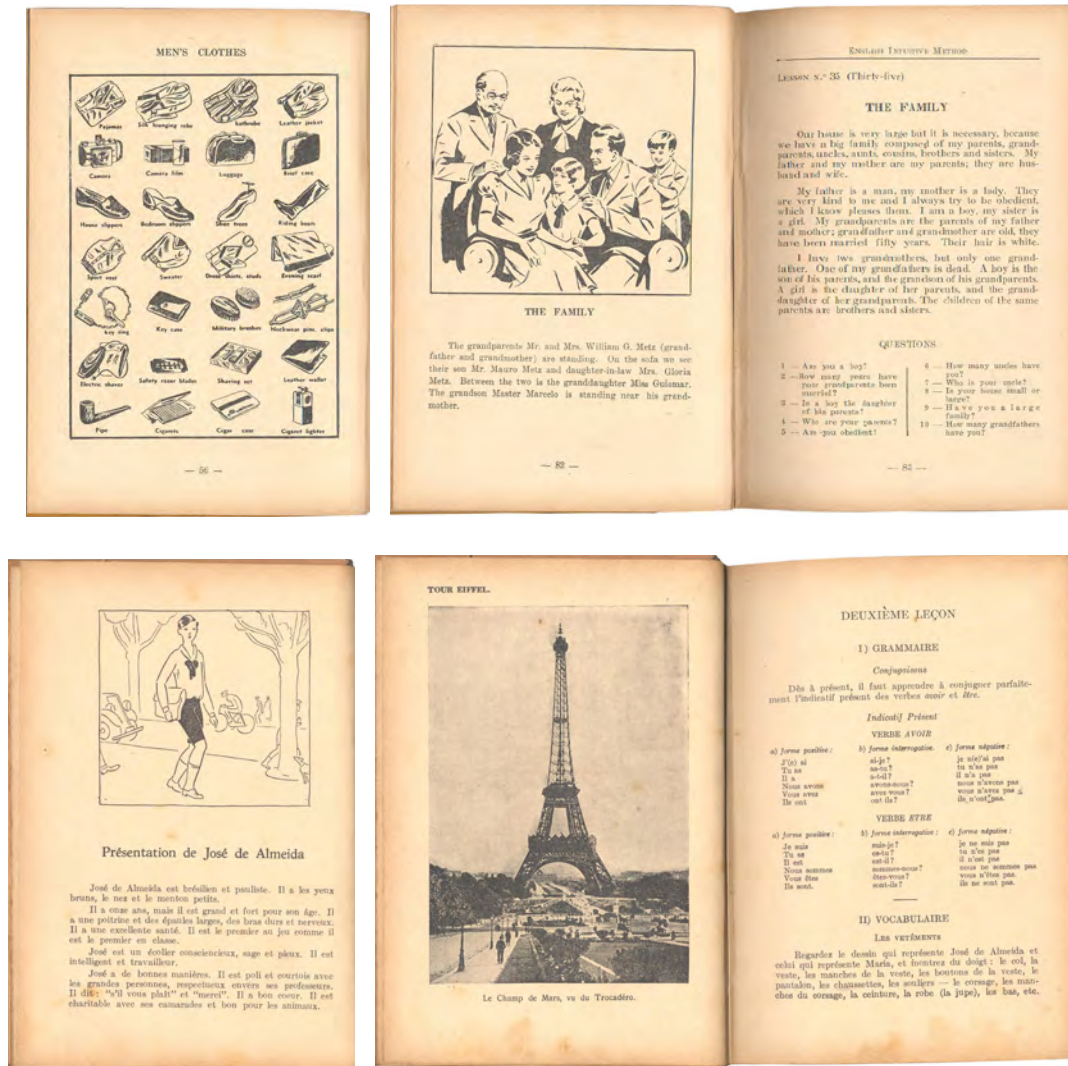 MEN'S CLOTHES
Pajamas Silk lounging robe Bathrobe Leather jacket
Camera Camera film Luggage Brief case
House slippers Bedroom slippers Shoe trees Riding boots
Sport vest Sweater Dress shirts, studs Evening scarf
Key ring Key case Military brushes Neckwear pins, clips
Electric shaver Safety razor blades Shaving set Leather wallet
Pipe Cigarets Cigar case Cigaret lighter
— 56 —
THE FAMILY
The grandparents Mr. and Mrs. William G. Metz (grand-
father and grandmother) are standing. On the sofa we see
their son Mr. Mauro Metz and daughter-in-law Mrs. Gloria
Metz. Between the two is the granddaughter Miss Guiomar.
The grandson Master Marcelo is standing near his grand-
mother.
— 82 —
ENGLISH INTUITIVE METHOD
LESSON N.º 35 (Thirty-five)
THE FAMILY
Our house is very large but it is necessary, because
we have a big family composed of my parents, grand-
parents, uncles, aunts, cousins, brothers and sisters. My
father and my mother are my parents; they are hus-
band and wife.
My father is a man, my mother is a lady. They
are very kind to me and I always try to be obedient,
which I know pleases them. I am a boy, my sister is
a girl. My grandparents are the parents of my father
and mother; grandfather and grandmother are old, they
have been married fifty years. Their hair is white.
I have two grandmothers, but only one grand-
father. One of my grandfathers is dead. A boy is the
son of his parents, and the grandson of his grandparents.
A girl is the daughter of her parents, and the grand-
daughter of her grandparents. The children of the same
parents are brothers and sisters.
QUESTIONS
1 — Are you a boy?
2 — How many years have
your grandparents been
married?
3 — Is a boy the daughter
of his parents?
4 — Who are your parents?
5 — Are you obedient?
6 — How many uncles have
you?
7 — Who is your uncle?
8 — Is your house small or
large?
9 — Have you a large
family?
10 — How many grandfathers
have you?
— 83 —
Présentation de José de Almeida
José de Almeida est brésilien et pauliste. Il a les yeux
bruns, le nez et le menton petits.
Il a onze ans, mais il est grand et fort pour son âge. Il
a une poitrine et des épaules larges, des bras durs et nerveux.
Il a une excellente santé. Il est le premier au jeu comme il
est le premier en classe.
José est un écolier consciencieux, sage et pieux. Il est
intelligent et travailleur.
José a de bonnes manières. Il est poli et courtois avec
les grandes personnes, respectueux envers ses professeurs.
Il dit: "s'il vous plaît" et "merci". Il a bon coeur. Il est
charitable avec ses camarades et bon pour les animaux.
TOUR EIFFEL.
Le Champ de Mars, vu du Trocadéro.
DEUXIÈME LEÇON
I) GRAMMAIRE
Conjugaisons
Dès à présent, il faut apprendre à conjuguer parfaite-
ment l'indicatif présent des verbes avoir et être.
Indicatif Présent
VERBE AVOIR
a) forme positive: b) forme interrogative. c) forme négative:
J'(e) ai ai-je? je n(e)'ai pas
Tu as as-tu? tu n'as pas
Il a a-t-il? il n'a pas
Nous avons avons-nous? nous n'avons pas
Vous avez avez vous? vous n'avez pas
Ils ont ont ils? ils n'ont pas.
VERBE ETRE
a) forme positive: b) forme interrogative: c) forme négative:
Je suis suis-je? je ne suis pas
Tu es es-tu? tu n'es pas
Il est est-il? il n'est pas
Nous sommes sommes-nous? nous ne sommes pas
Vous êtes êtes-vous? vous n'êtes pas.
Ils sont. sont-ils? ils ne sont pas.
II) VOCABULAIRE
LES VETÊMENTS
Regardez le dessin qui représente José de Almeida et
celui qui représente Maria, et montrez du doigt: le col, la
veste, les manches de la veste, les boutons de la veste, le
pantalon, les chaussettes, les souliers — le corsage, les man-
ches du corsage, la ceinture, la robe (la jupe), les bas, etc.